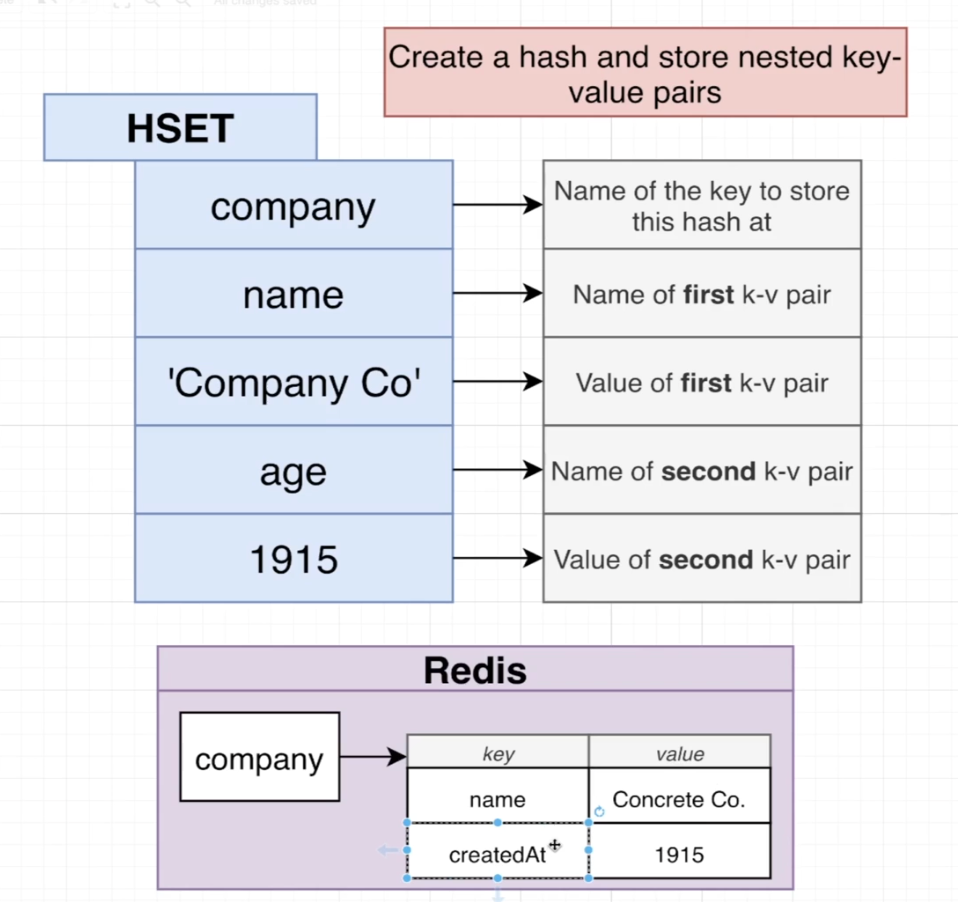 All changes saved
Create a hash and store nested key-
value pairs
HSET
company
Name of the key to store
this hash at
name
Name of first k-v pair
'Company Co'
Value of first k-v pair
age
Name of second k-v pair
1915
Value of second k-v pair
Redis
company
key
value
name
Concrete Co.
createdAt
1915